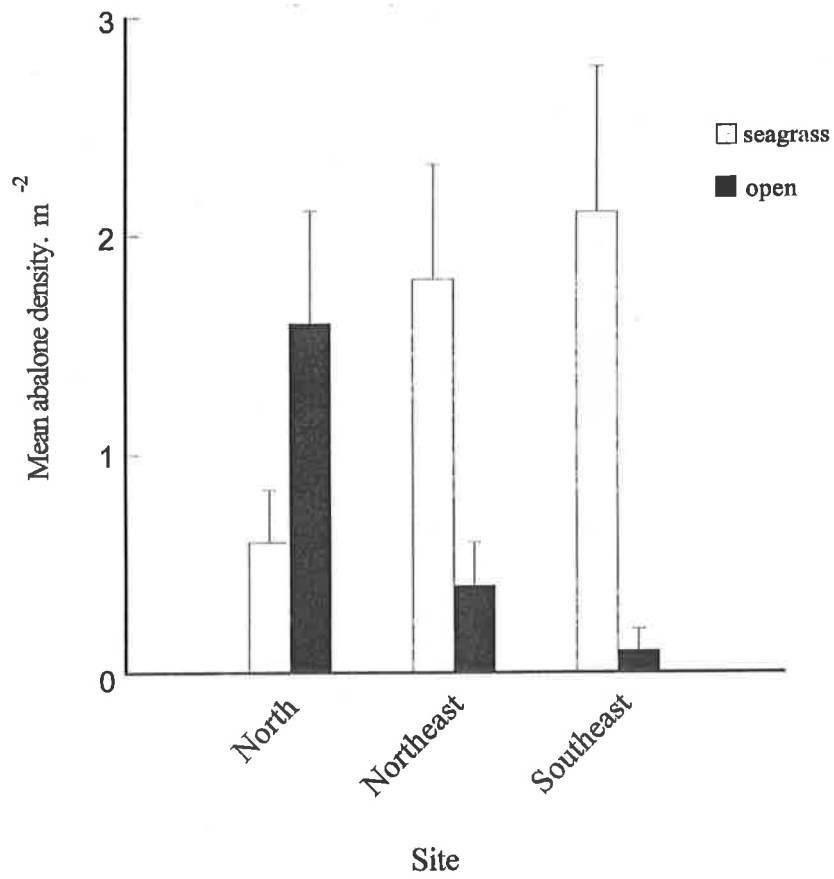 3
2
1
0
Mean abalone density. m -2
seagrass
open
North
Northeast
Southeast
Site